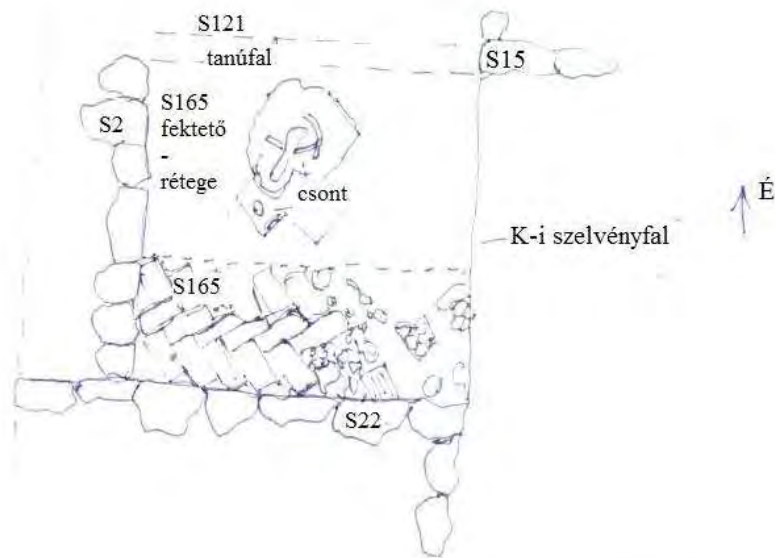 S121
tanúfal
S15
S165
fektető
-
rétege
S2
csont
É
K-i szelvényfal
S165
S22